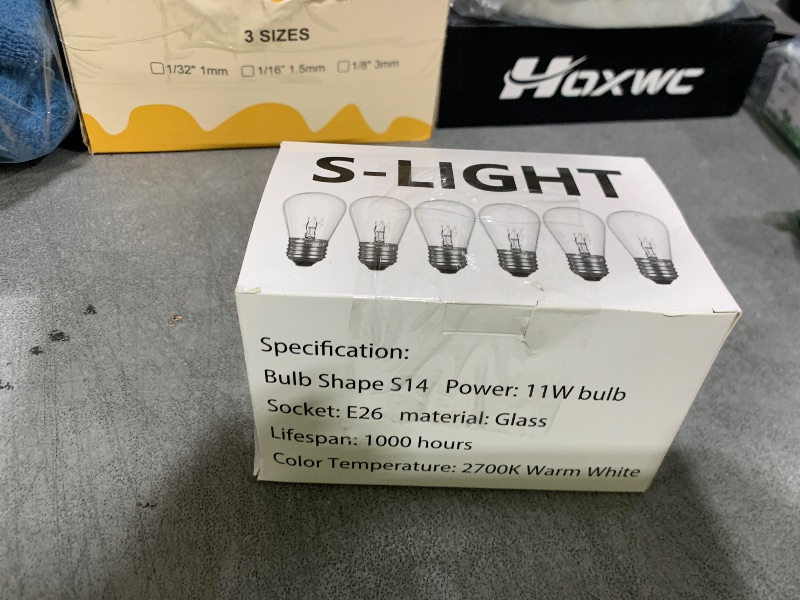 3 SIZES
1/32" 1mm 1/16" 1.5mm 1/8" 3mm
HOXWC
S-LIGHT
Specification:
Bulb Shape S14 Power: 11W bulb
Socket: E26 material: Glass
Lifespan: 1000 hours
Color Temperature: 2700K Warm White